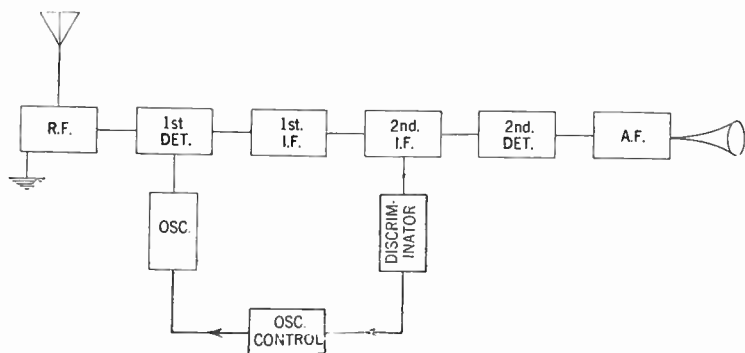 R.F.
1st
DET.
1st.
I.F.
2nd.
I.F.
2nd.
DET.
A.F.
OSC.
DISCRIM-
INATOR
OSC.
CONTROL